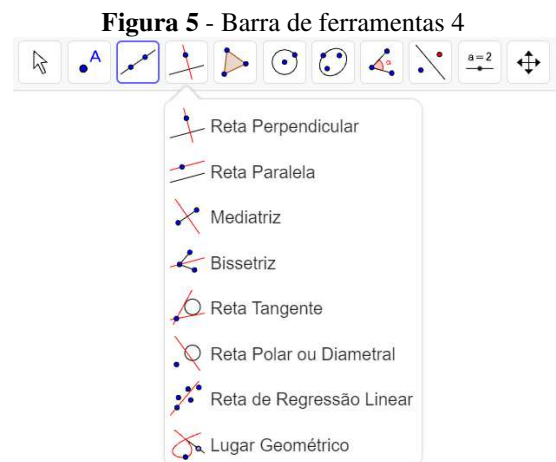 Figura 5 - Barra de ferramentas 4
A
α
a=2
Reta Perpendicular
Reta Paralela
Mediatriz
Bissetriz
Reta Tangente
Reta Polar ou Diametral
Reta de Regressão Linear
Lugar Geométrico